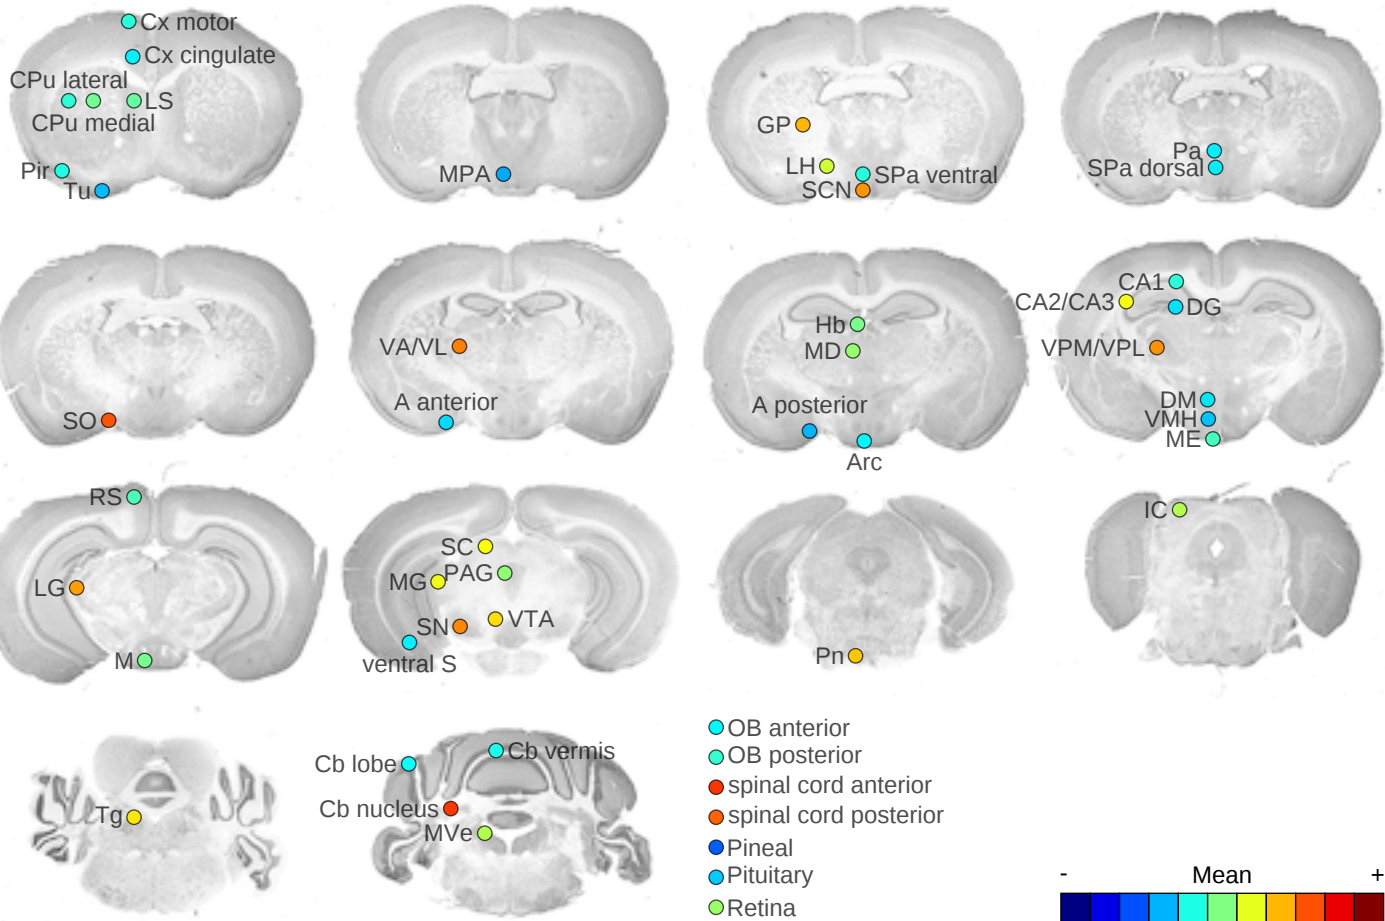 Cx motor
Cx cingulate
CPu lateral
LS
CPu medial
Pir
Tu
MPA
GP
LH
SPa ventral
SCN
Pa
SPa dorsal
SO
VA/VL
A anterior
Hb
MD
A posterior
Arc
CA1
CA2/CA3
DG
VPM/VPL
DM
VMH
ME
RS
LG
M
SC
PAG
MG
VTA
SN
ventral S
Pn
IC
Tg
Cb vermis
Cb lobe
Cb nucleus
MVe
OB anterior
OB posterior
spinal cord anterior
spinal cord posterior
Pineal
Pituitary
Retina
- Mean +